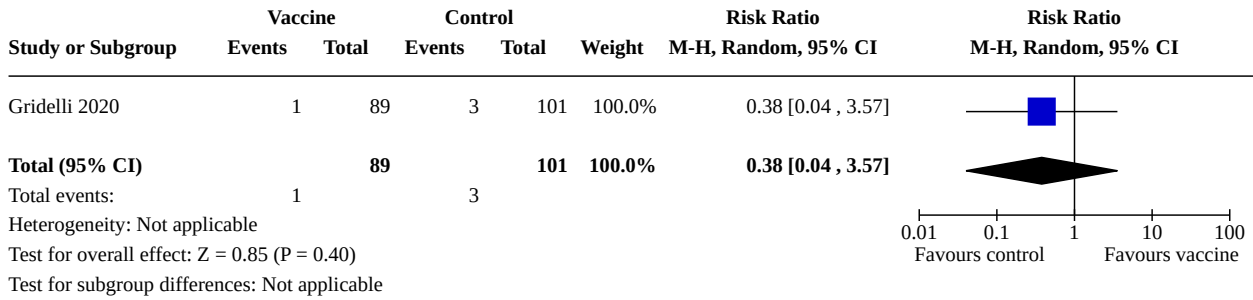 Vaccine Control Risk Ratio Risk Ratio
Study or Subgroup Events Total Events Total Weight M-H, Random, 95% CI M-H, Random, 95% CI
Gridelli 2020 1 89 3 101 100.0% 0.38 [0.04 , 3.57]
Total (95% CI) 89 101 100.0% 0.38 [0.04 , 3.57]
Total events: 1 3
Heterogeneity: Not applicable
0.01 0.1 1 10 100
Test for overall effect: Z = 0.85 (P = 0.40) Favours control Favours vaccine
Test for subgroup differences: Not applicable